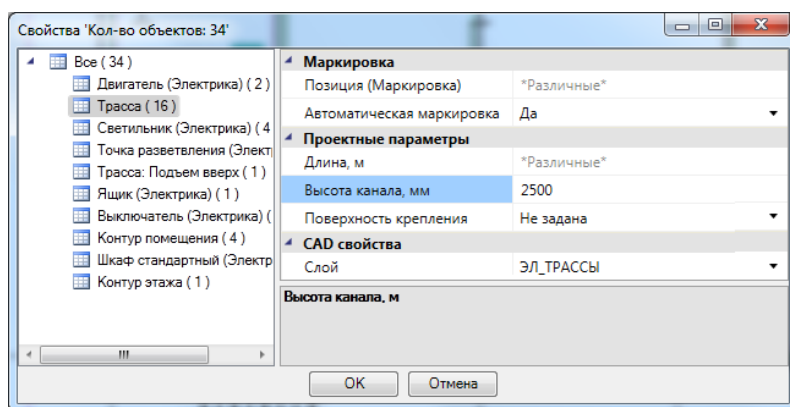 Свойства 'Кол-во объектов: 34'
Все ( 34 )
Двигатель (Электрика) ( 2 )
Трасса ( 16 )
Светильник (Электрика) ( 4
Точка разветвления (Элект
Трасса: Подъем вверх ( 1 )
Ящик (Электрика) ( 1 )
Выключатель (Электрика) (
Контур помещения ( 4 )
Шкаф стандартный (Электр
Контур этажа ( 1 )
Маркировка
Позиция (Маркировка) *Различные*
Автоматическая маркировка Да
Проектные параметры
Длина, м *Различные*
Высота канала, мм 2500
Поверхность крепления Не задана
CAD свойства
Слой ЭЛ_ТРАССЫ
Высота канала, м
OK Отмена